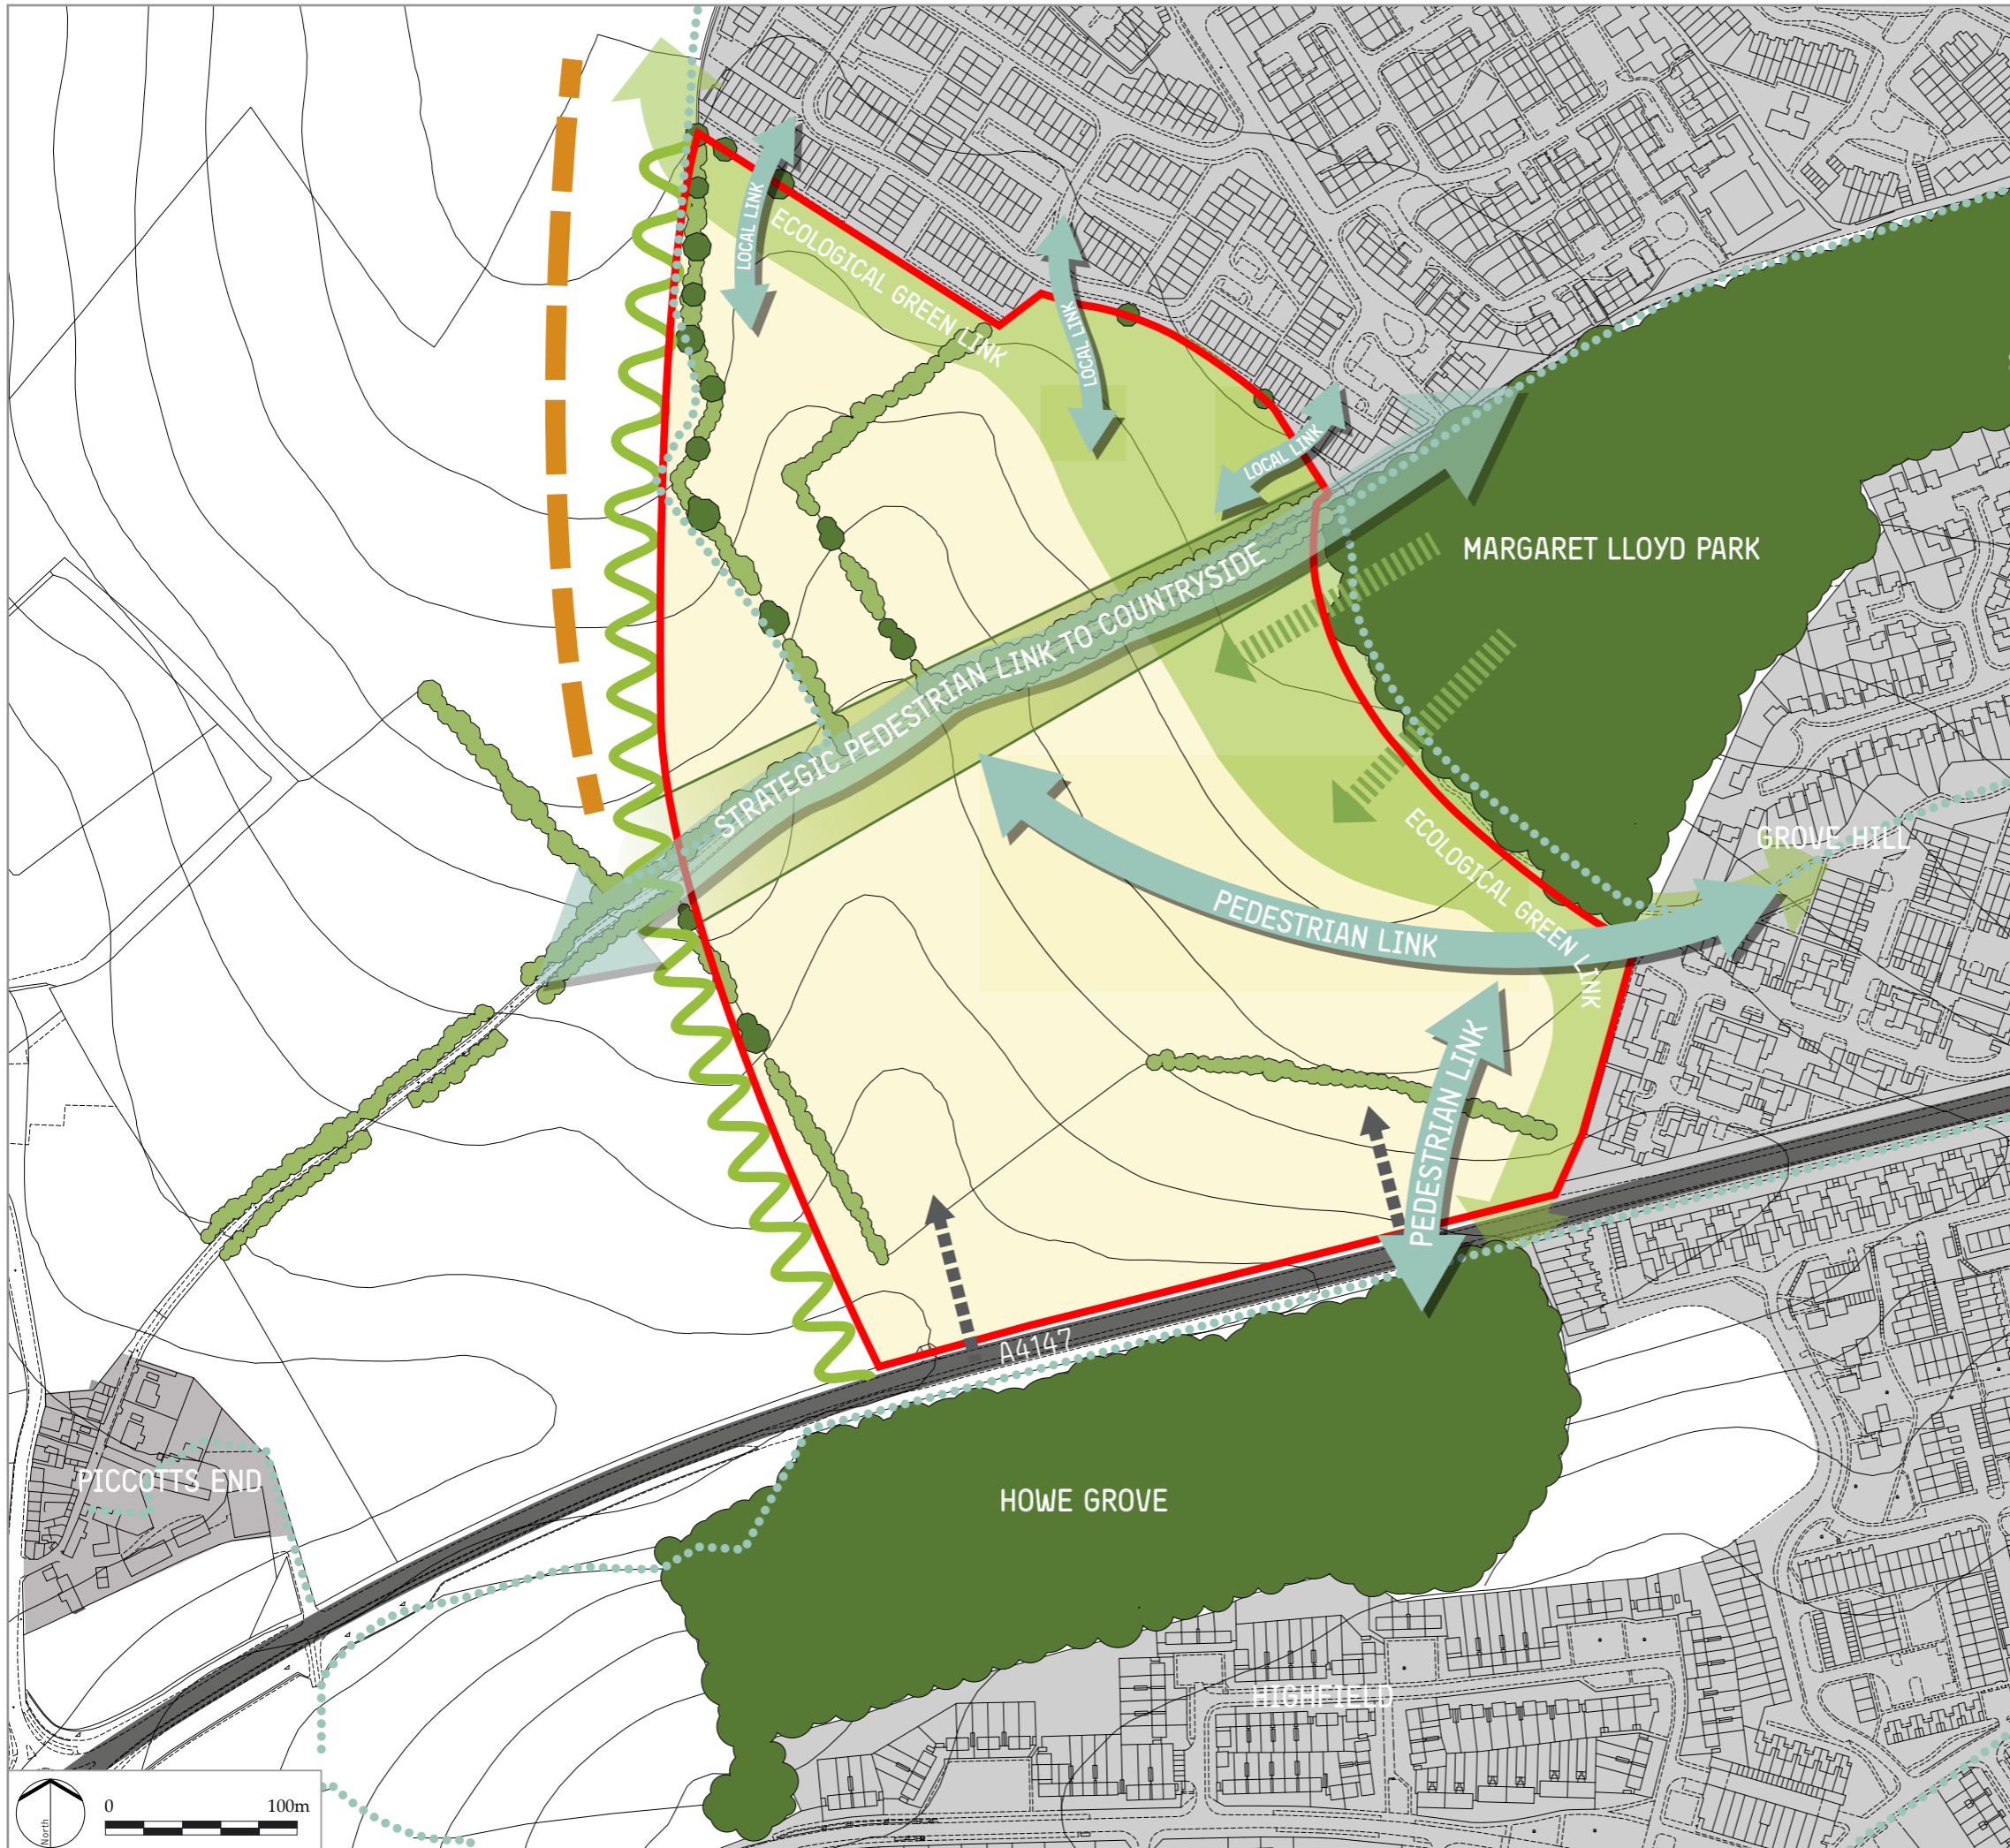 LOCAL LINK
ECOLOGICAL GREEN LINK
LOCAL LINK
LOCAL LINK
MARGARET LLOYD PARK
STRATEGIC PEDESTRIAN LINK TO COUNTRYSIDE
GROVE HILL
ECOLOGICAL GREEN LINK
PEDESTRIAN LINK
PEDESTRIAN LINK
A4147
PICCOTTS END
HOWE GROVE
HIGHFIELD
North
0 100m